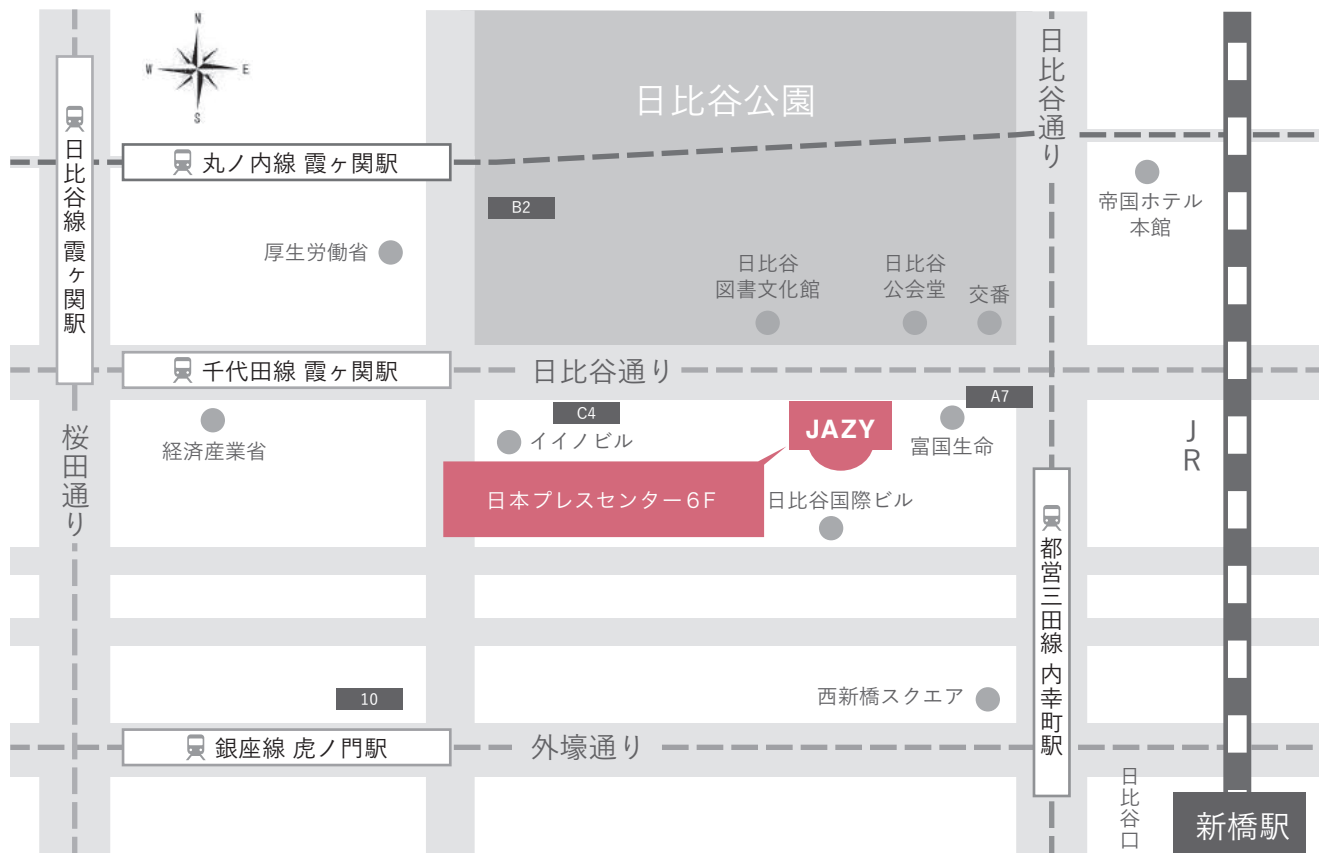 N
W
E
S
日比谷公園
日比谷通り
日比谷線 霞ヶ関駅
丸ノ内線 霞ヶ関駅
B2
帝国ホテル
本館
厚生労働省
日比谷
図書文化館
日比谷
公会堂
交番
千代田線 霞ヶ関駅
日比谷通り
A7
C4
JAZY
経済産業省
イイノビル
富国生命
JR
桜田通り
日本プレスセンター6F
日比谷国際ビル
都営三田線 内幸町駅
10
西新橋スクエア
銀座線 虎ノ門駅
外壕通り
日比谷口
新橋駅